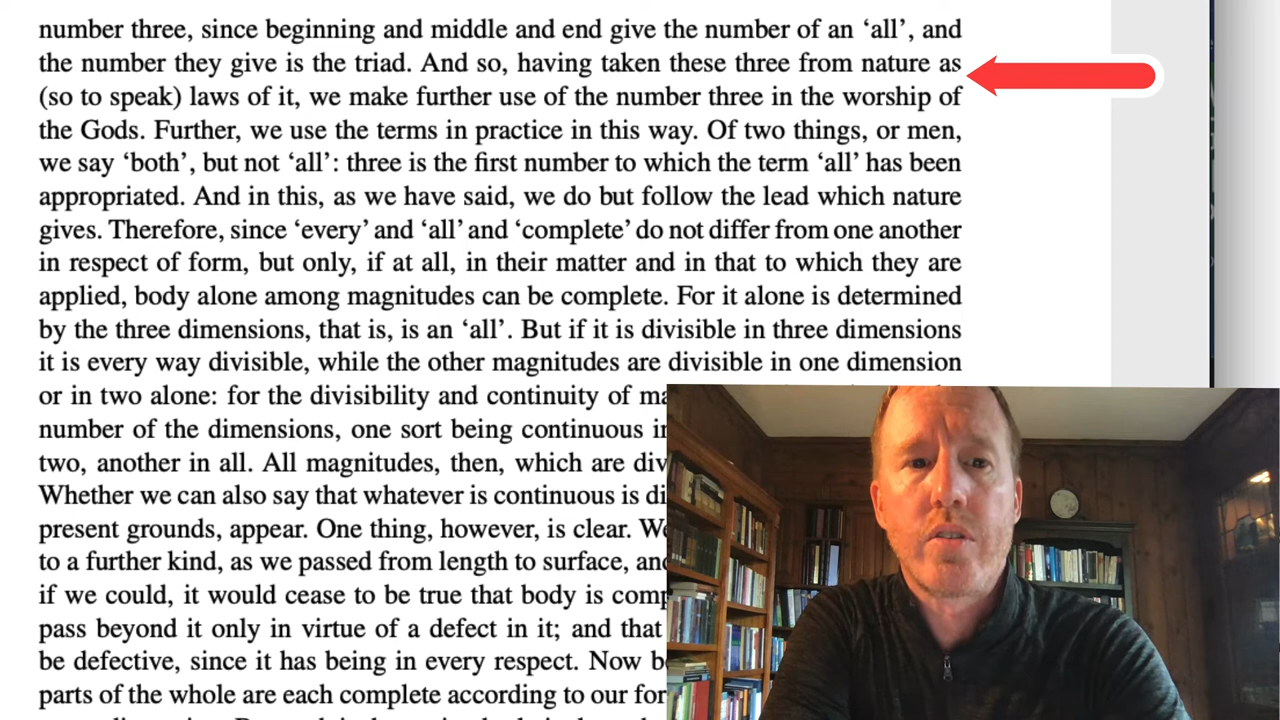 number three, since beginning and middle and end give the number of an ‘all’, and
the number they give is the triad. And so, having taken these three from nature as
(so to speak) laws of it, we make further use of the number three in the worship of
the Gods. Further, we use the terms in practice in this way. Of two things, or men,
we say ‘both’, but not ‘all’: three is the first number to which the term ‘all’ has been
appropriated. And in this, as we have said, we do but follow the lead which nature
gives. Therefore, since ‘every’ and ‘all’ and ‘complete’ do not differ from one another
in respect of form, but only, if at all, in their matter and in that to which they are
applied, body alone among magnitudes can be complete. For it alone is determined
by the three dimensions, that is, is an ‘all’. But if it is divisible in three dimensions
it is every way divisible, while the other magnitudes are divisible in one dimension
or in two alone: for the divisibility and continuity of
number of the dimensions, one sort being continuous
two, another in all. All magnitudes, then, which are
Whether we can also say that whatever is continuous is
present grounds, appear. One thing, however, is clear.
to a further kind, as we passed from length to surface,
if we could, it would cease to be true that body is
pass beyond it only in virtue of a defect in it; and that
be defective, since it has being in every respect. Now
parts of the whole are each complete according to our